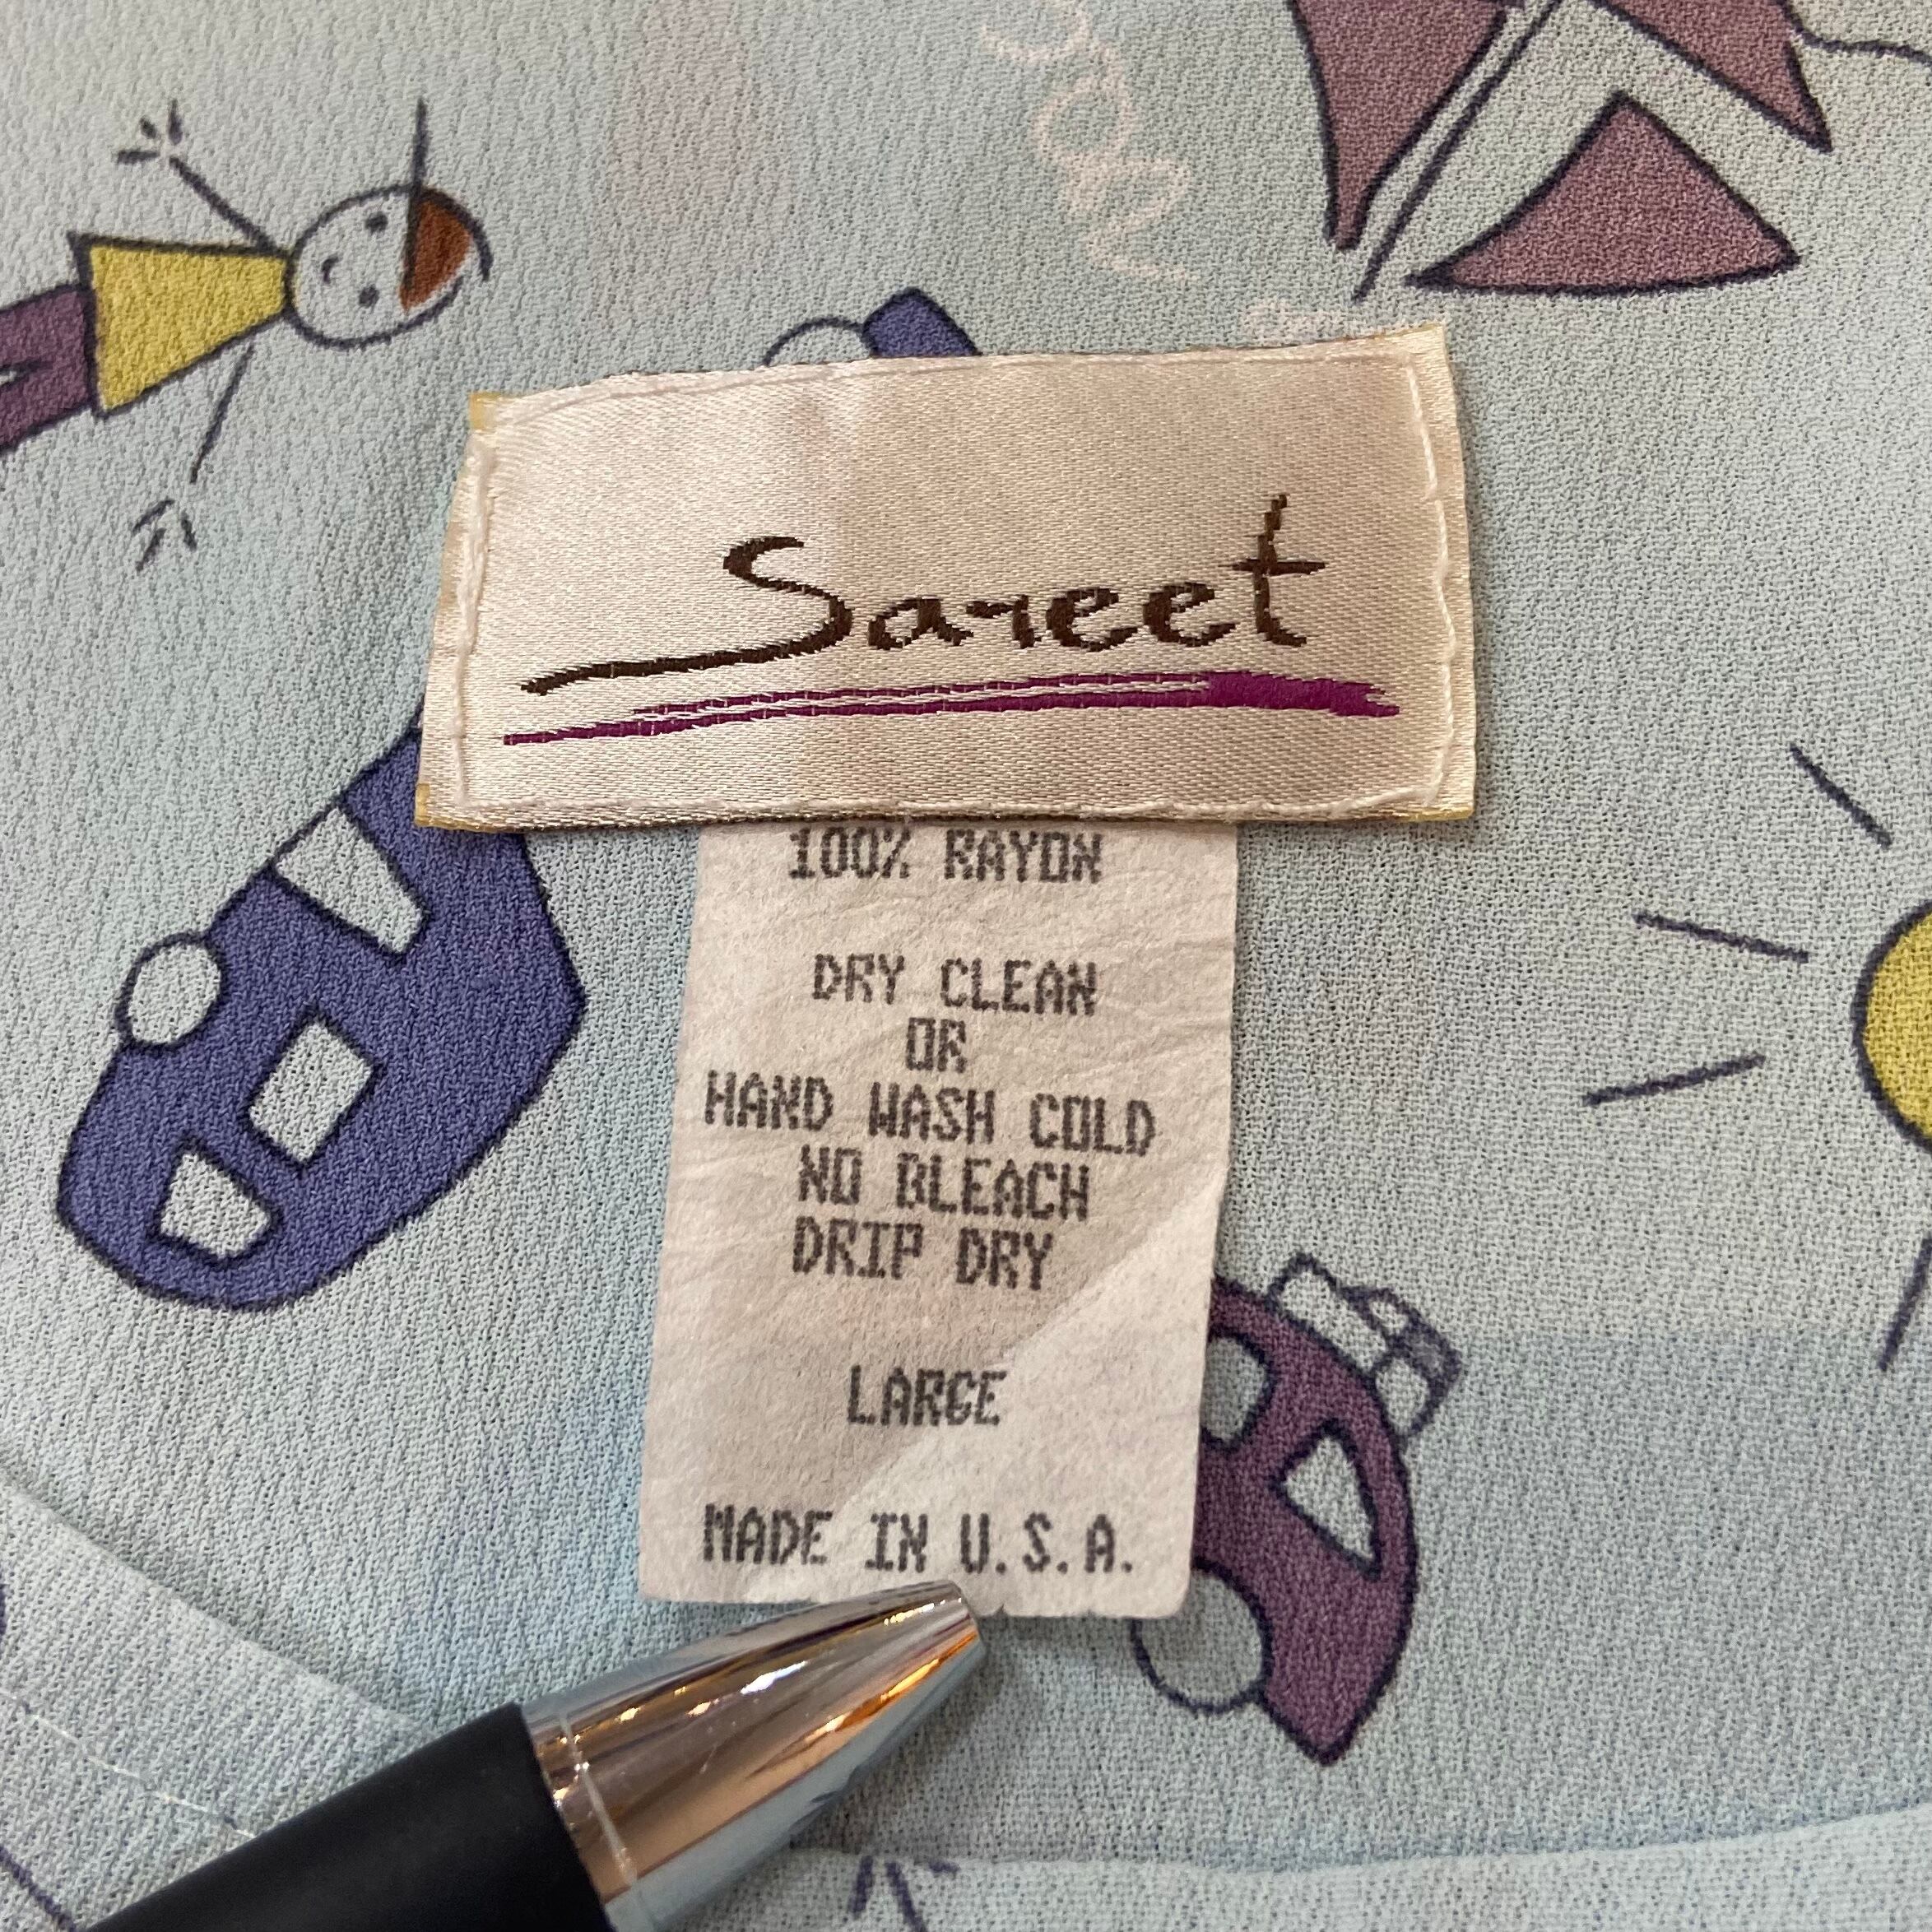 Sareet
100% RAYON
DRY CLEAN
OR
HAND WASH COLD
NO BLEACH
DRIP DRY
LARGE
MADE IN U.S.A.